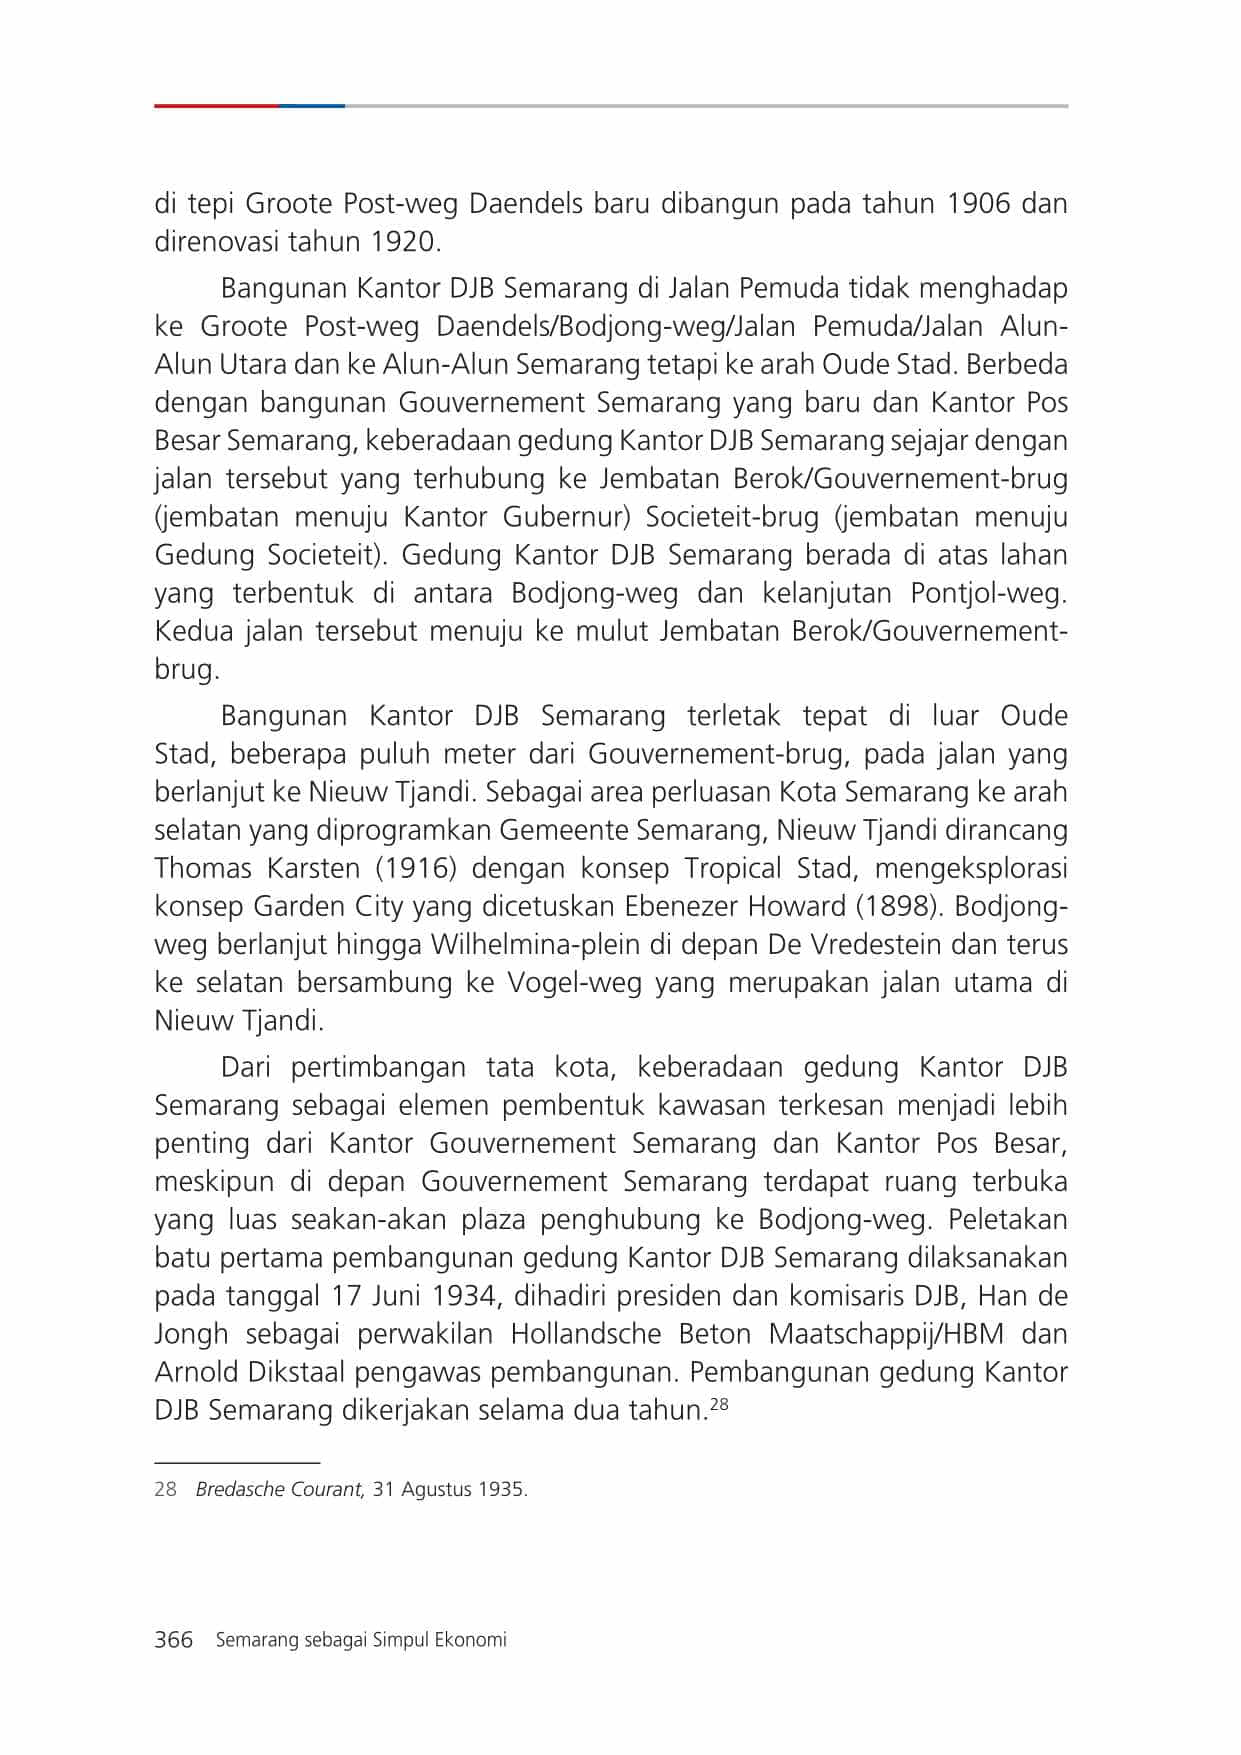 di tepi Groote Post-weg Daendels baru dibangun pada tahun 1906 dan
direnovasi tahun 1920.
Bangunan Kantor DJB Semarang di Jalan Pemuda tidak menghadap
ke Groote Post-weg Daendels/Bodjong-weg/Jalan Pemuda/Jalan Alun-
Alun Utara dan ke Alun-Alun Semarang tetapi ke arah Oude Stad. Berbeda
dengan bangunan Gouvernement Semarang yang baru dan Kantor Pos
Besar Semarang, keberadaan gedung Kantor DJB Semarang sejajar dengan
jalan tersebut yang terhubung ke Jembatan Berok/Gouvernement-brug
(jembatan menuju Kantor Gubernur) Societeit-brug (jembatan menuju
Gedung Societeit). Gedung Kantor DJB Semarang berada di atas lahan
yang terbentuk di antara Bodjong-weg dan kelanjutan Pontjol-weg.
Kedua jalan tersebut menuju ke mulut Jembatan Berok/Gouvernement-
brug.
Bangunan Kantor DJB Semarang terletak tepat di luar Oude
Stad, beberapa puluh meter dari Gouvernement-brug, pada jalan yang
berlanjut ke Nieuw Tjandi. Sebagai area perluasan Kota Semarang ke arah
selatan yang diprogramkan Gemeente Semarang, Nieuw Tjandi dirancang
Thomas Karsten (1916) dengan konsep Tropical Stad, mengeksplorasi
konsep Garden City yang dicetuskan Ebenezer Howard (1898). Bodjong-
weg berlanjut hingga Wilhelmina-plein di depan De Vredestein dan terus
ke selatan bersambung ke Vogel-weg yang merupakan jalan utama di
Nieuw Tjandi.
Dari pertimbangan tata kota, keberadaan gedung Kantor DJB
Semarang sebagai elemen pembentuk kawasan terkesan menjadi lebih
penting dari Kantor Gouvernement Semarang dan Kantor Pos Besar,
meskipun di depan Gouvernement Semarang terdapat ruang terbuka
yang luas seakan-akan plaza penghubung ke Bodjong-weg. Peletakan
batu pertama pembangunan gedung Kantor DJB Semarang dilaksanakan
pada tanggal 17 Juni 1934, dihadiri presiden dan komisaris DJB, Han de
Jongh sebagai perwakilan Hollandsche Beton Maatschappij/HBM dan
Arnold Dikstaal pengawas pembangunan. Pembangunan gedung Kantor
DJB Semarang dikerjakan selama dua tahun.28
28 Bredasche Courant, 31 Agustus 1935.
366 Semarang sebagai Simpul Ekonomi